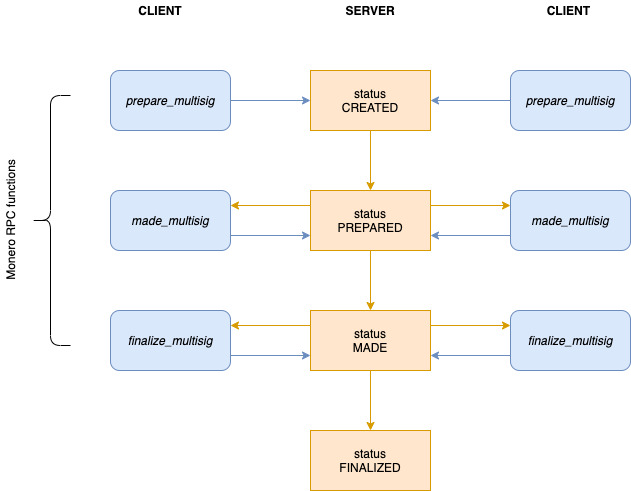 CLIENT
SERVER
CLIENT
prepare_multisig
status
CREATED
prepare_multisig
Monero RPC functions
made_multisig
status
PREPARED
made_multisig
finalize_multisig
status
MADE
finalize_multisig
status
FINALIZED